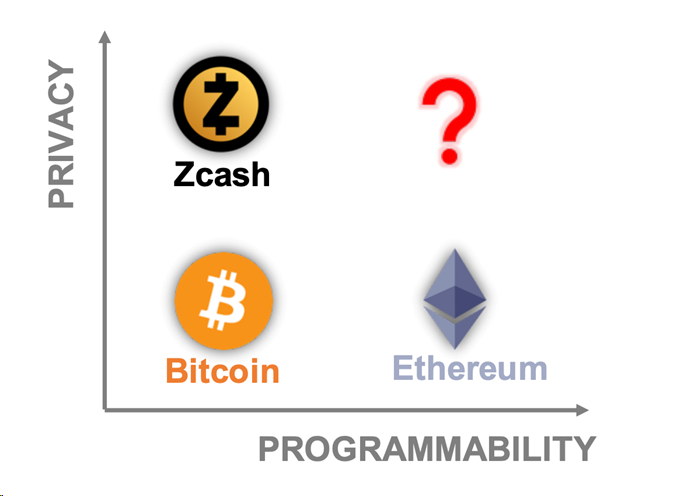 PRIVACY
?
Zcash
Bitcoin
Ethereum
PROGRAMMABILITY